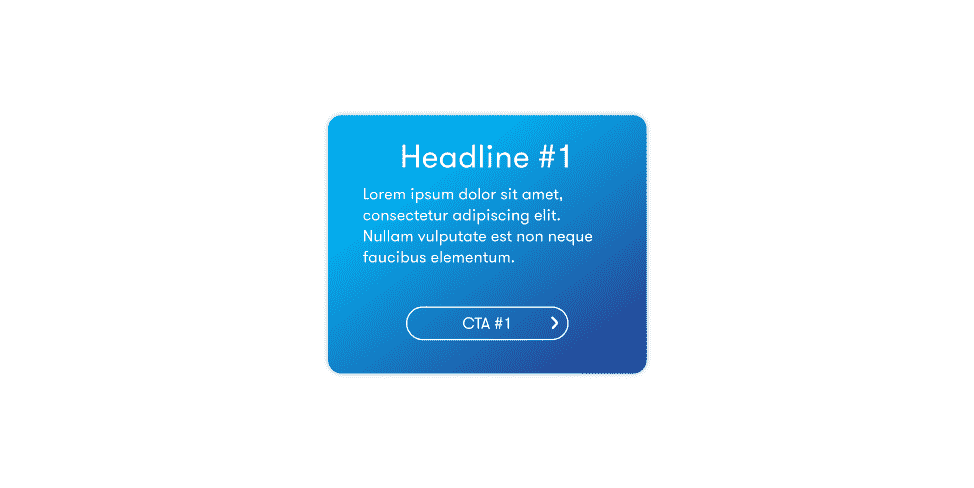 Headline #1
Lorem ipsum dolor sit amet,
consectetur adipiscing elit.
Nullam vulputate est non neque
faucibus elementum.
CTA #1